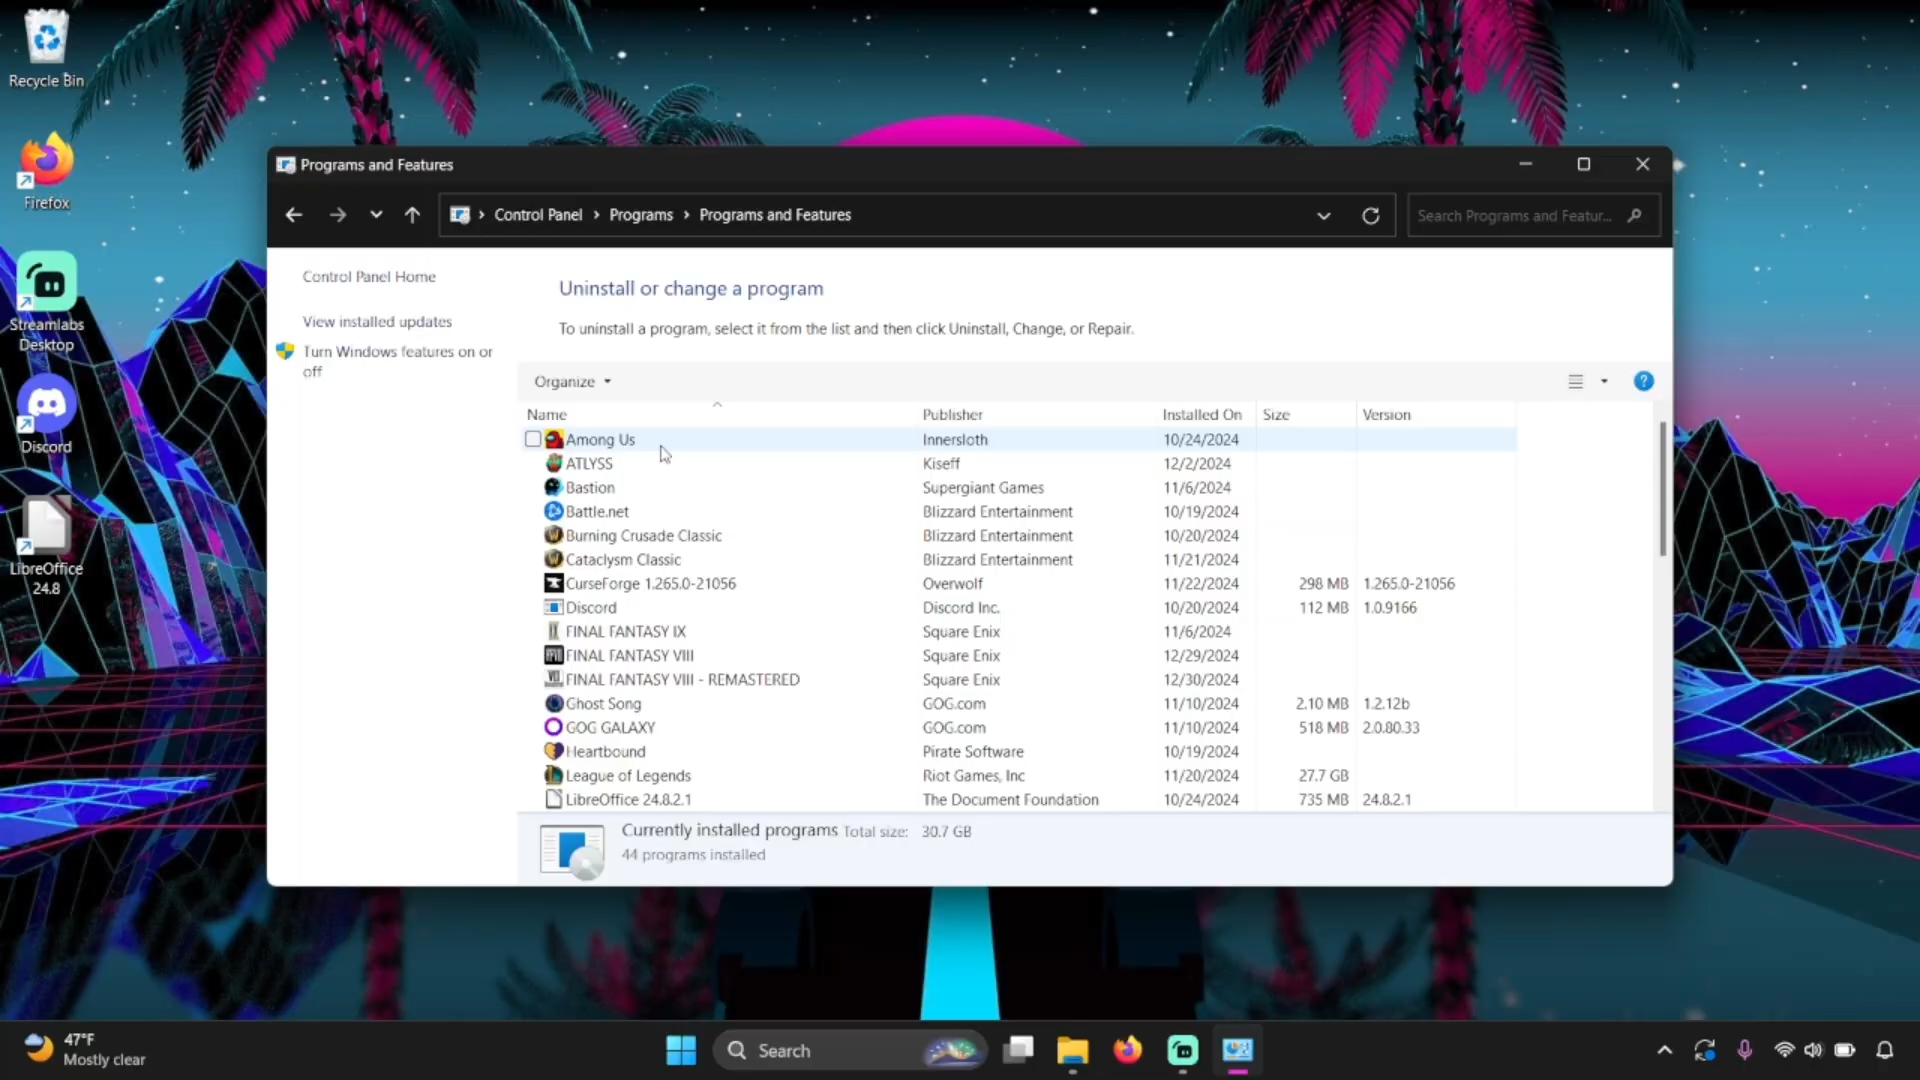 Recycle Bin
Firefox
Streamlabs
Desktop
Discord
LibreOffice
24.8
Programs and Features
Control Panel
Programs
Programs and Features
Search Programs and Featur...
Control Panel Home
View installed updates
Turn Windows features on or
off
Uninstall or change a program
To uninstall a program, select it from the list and then click Uninstall, Change, or Repair.
Organize
Name Publisher Installed On Size Version
Among Us Innersloth 10/24/2024
ATLYSS Kiseff 12/2/2024
Bastion Supergiant Games 11/6/2024
Battle.net Blizzard Entertainment 10/19/2024
Burning Crusade Classic Blizzard Entertainment 10/20/2024
Cataclysm Classic Blizzard Entertainment 11/21/2024
CurseForge 1.265.0-21056 Overwolf 11/22/2024 298 MB 1.265.0-21056
Discord Discord Inc. 10/20/2024 112 MB 1.0.9166
FINAL FANTASY IX Square Enix 11/6/2024
FINAL FANTASY VIII Square Enix 12/29/2024
FINAL FANTASY VIII - REMASTERED Square Enix 12/30/2024
Ghost Song GOG.com 11/10/2024 2.10 MB 1.2.12b
GOG GALAXY GOG.com 11/10/2024 518 MB 2.0.80.33
Heartbound Pirate Software 10/19/2024
League of Legends Riot Games, Inc 11/20/2024 27.7 GB
LibreOffice 24.8.2.1 The Document Foundation 10/24/2024 735 MB 24.8.2.1
Currently installed programs Total size: 30.7 GB
44 programs installed
47°F
Mostly clear
Search